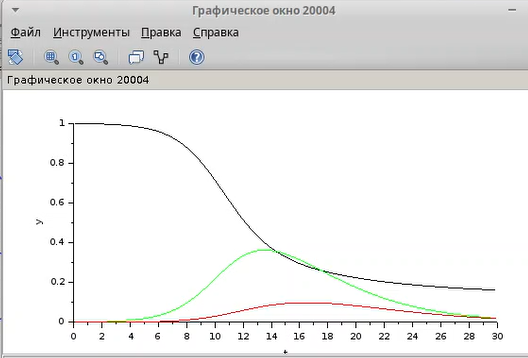 Графическое окно 20004
Файл Инструменты Правка Справка
Графическое окно 20004
1
0.8
0.6
0.4
0.2
0
y
0 2 4 6 8 10 12 14 16 18 20 22 24 26 28 30
t